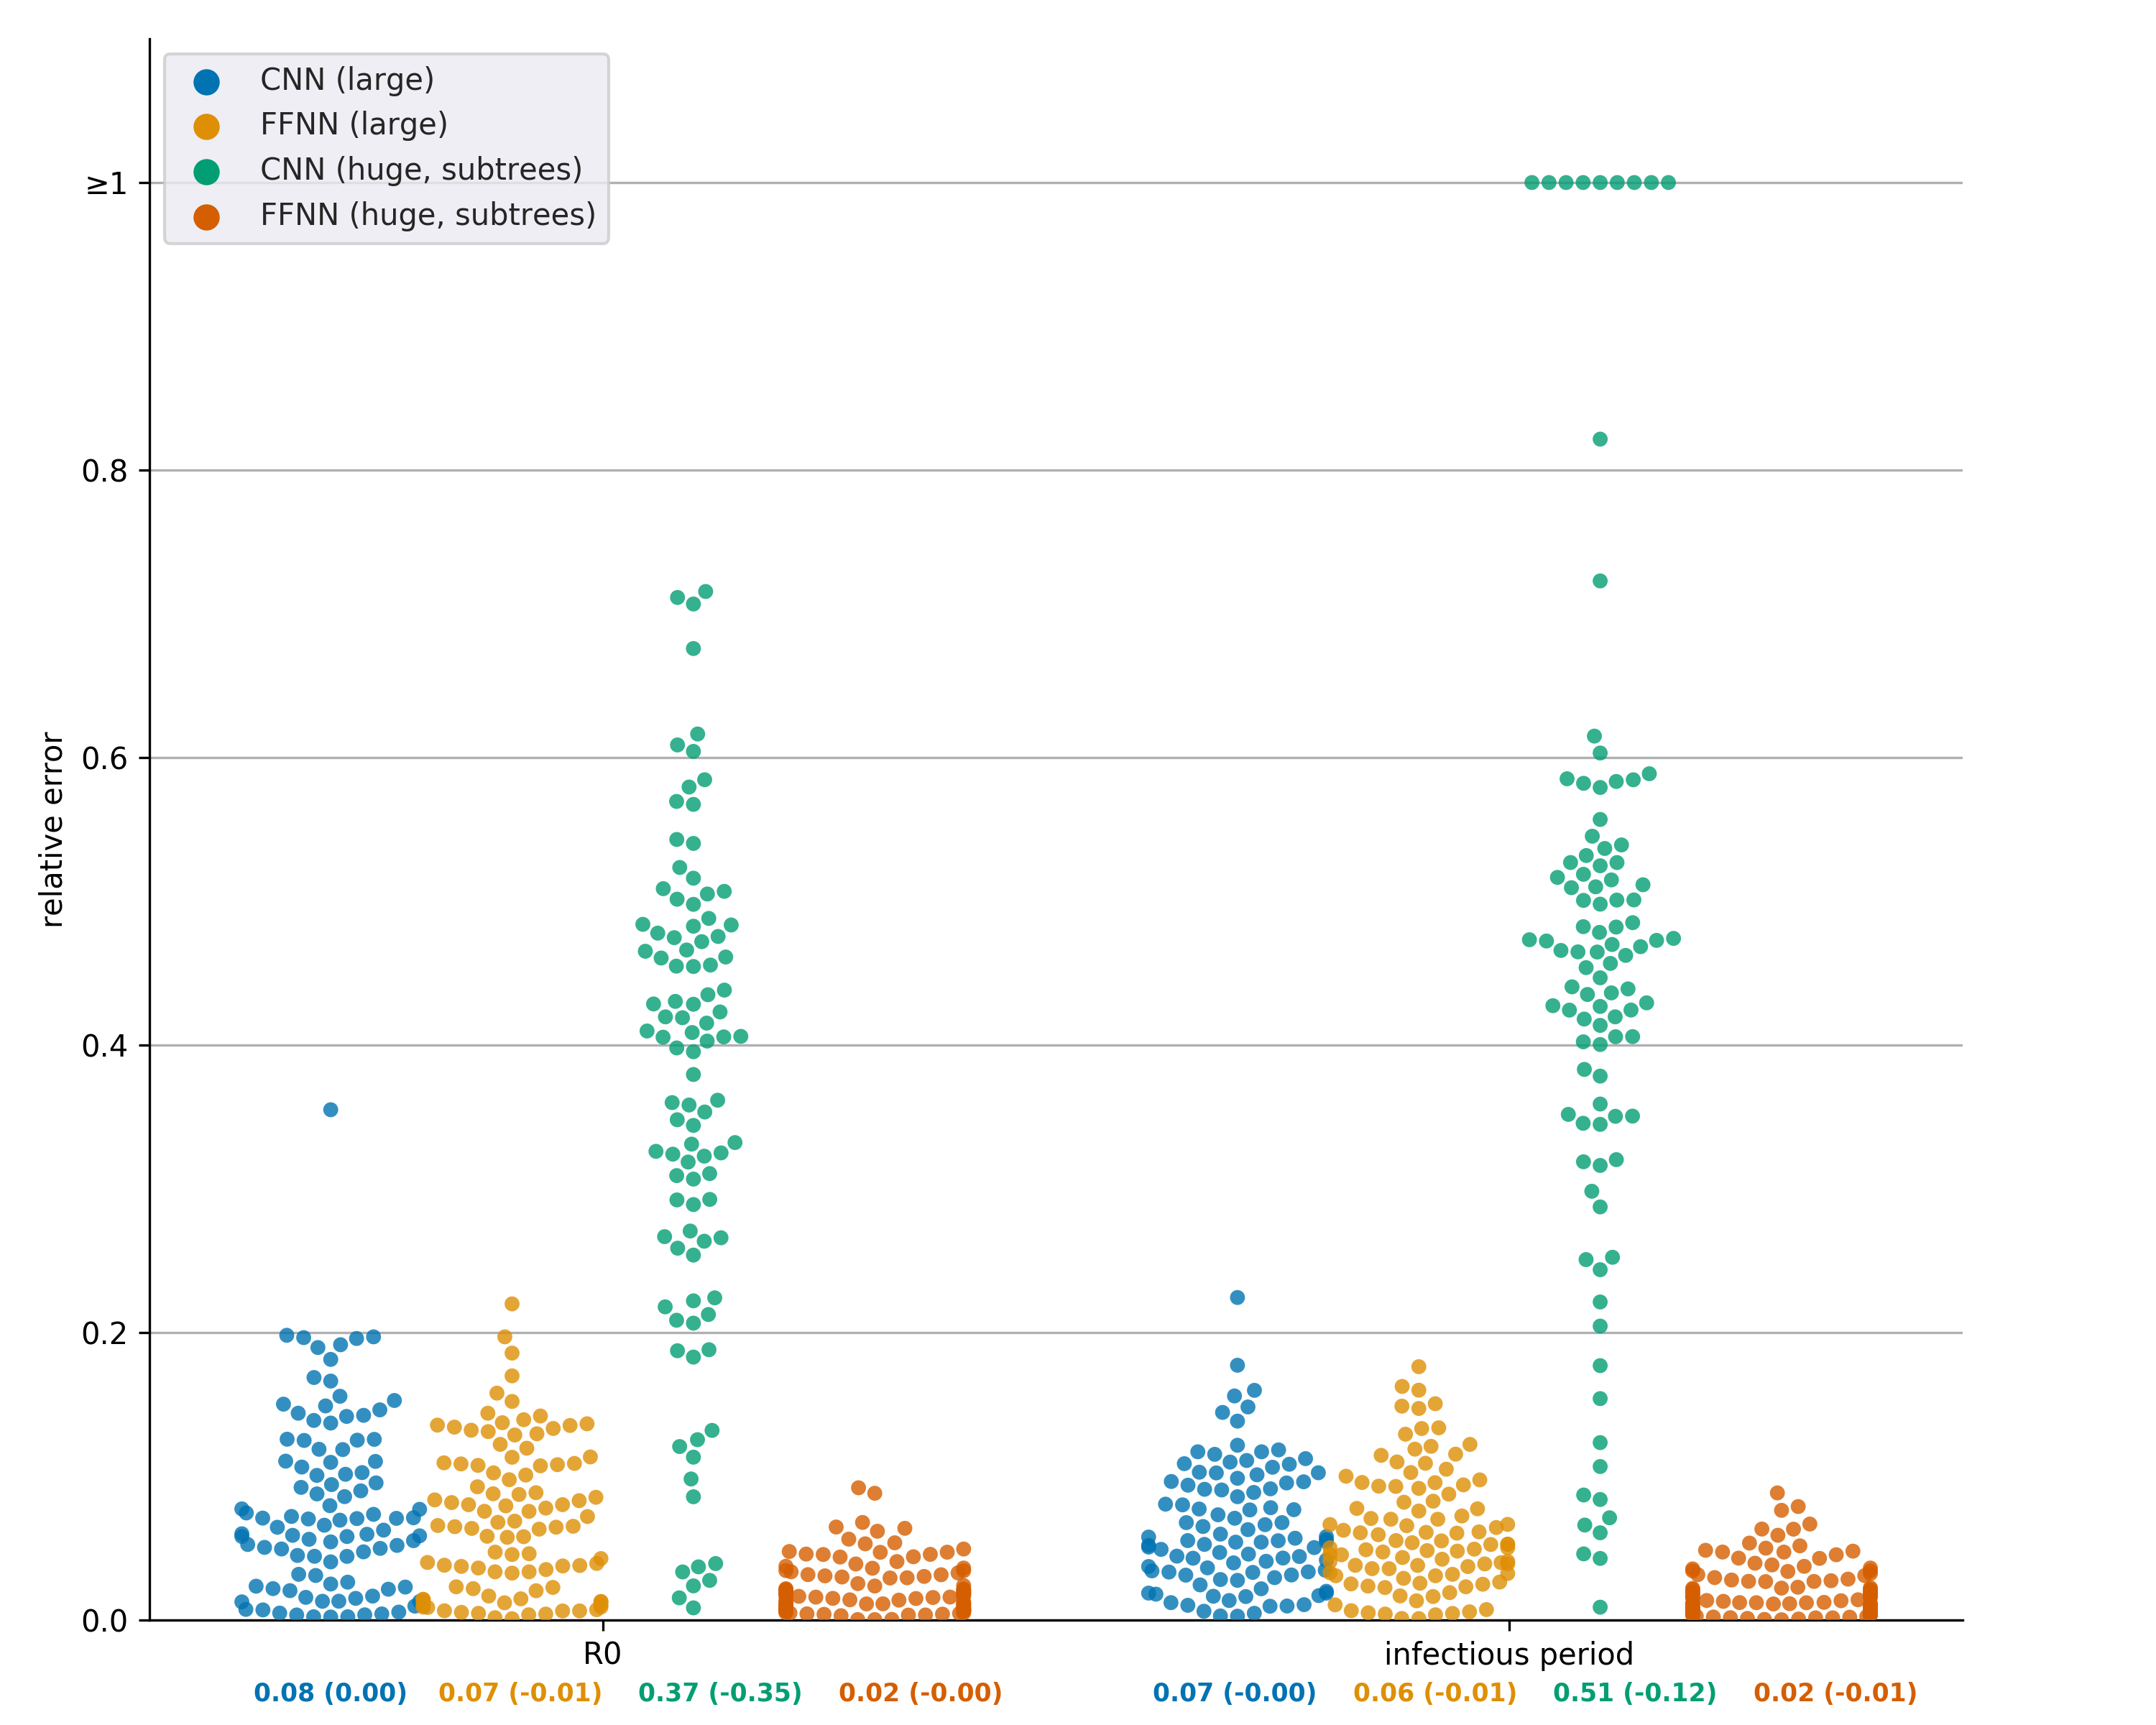 CNN (large)
FFNN (large)
CNN (huge, subtrees)
FFNN (huge, subtrees)
≥1
0.8
0.6
0.4
0.2
0.0
relative error
R0
infectious period
0.08 (0.00) 0.07 (-0.01) 0.37 (-0.35) 0.02 (-0.00) 0.07 (-0.00) 0.06 (-0.01) 0.51 (-0.12) 0.02 (-0.01)